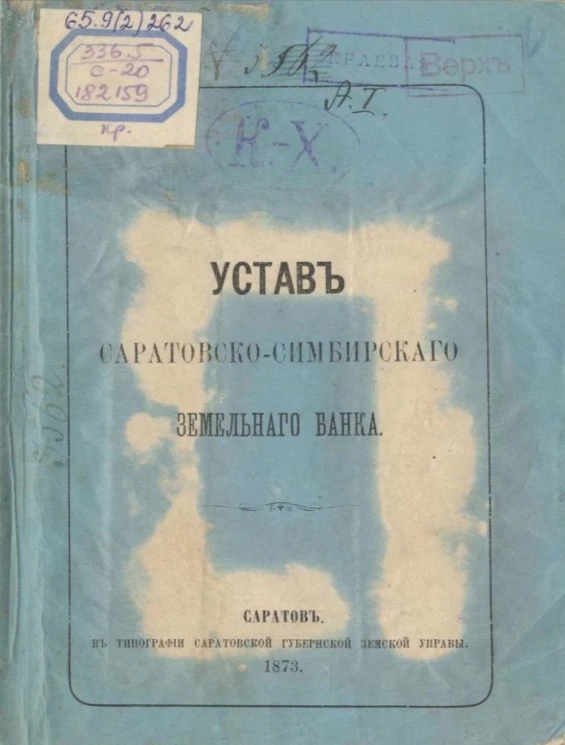 65.9(2)262
336.5
С-20
182159
кр.
5562
Верхъ
А. I.
К.-Х.
УСТАВЪ
САРАТОВСКО-СИМБИРСКАГО
ЗЕМЕЛЬНАГО БАНКА.
САРАТОВЪ.
ВЪ ТИПОГРАФІИ САРАТОВСКОЙ ГУБЕРНСКОЙ ЗЕМСКОЙ УПРАВЫ.
1873.